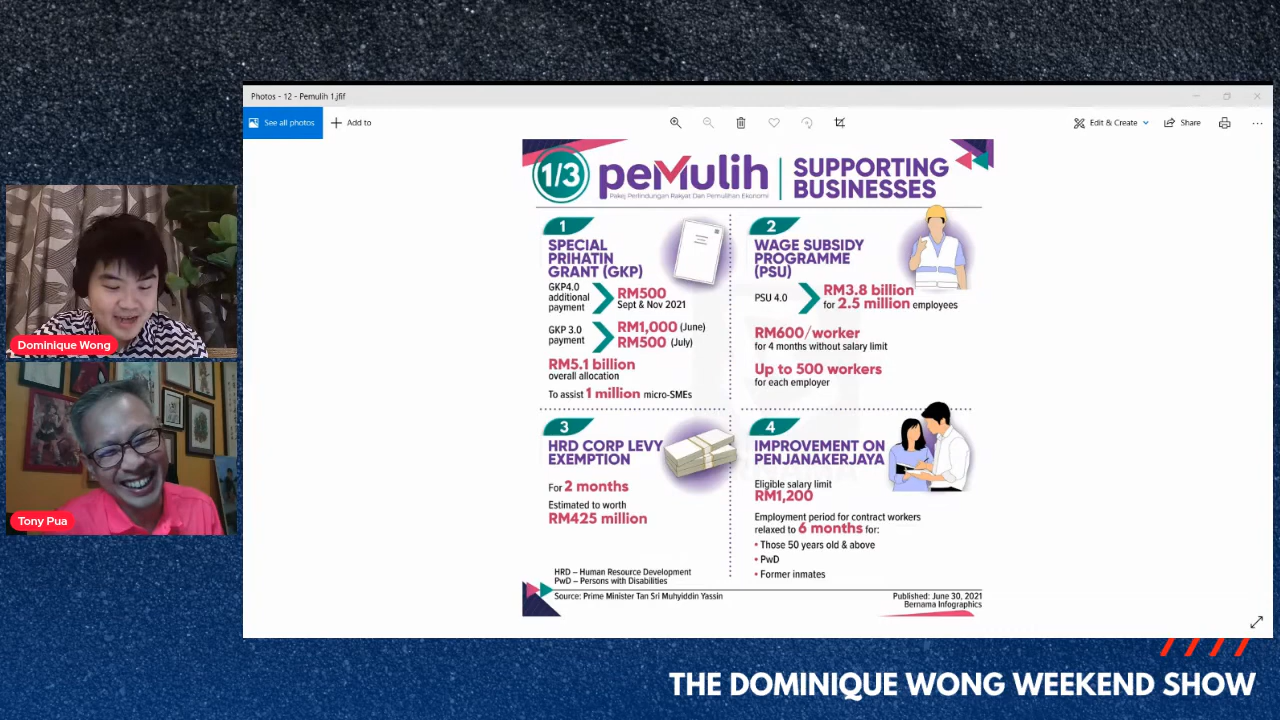 Photos - 12 - Pemulih 1.jfif
See all photos
Add to
Edit & Create
Share
1/3
peMulih
Pakej Perlindungan Rakyat Dan Pemulihan Ekonomi
SUPPORTING
BUSINESSES
1
SPECIAL
PRIHATIN
GRANT (GKP)
GKP4.0
additional
payment
RM500
Sept & Nov 2021
GKP 3.0
payment
RM1,000 (June)
RM500 (July)
RM5.1 billion
overall allocation
To assist 1 million micro-SMEs
2
WAGE SUBSIDY
PROGRAMME
(PSU)
PSU 4.0
RM3.8 billion
for 2.5 million employees
RM600/worker
for 4 months without salary limit
Up to 500 workers
for each employer
3
HRD CORP LEVY
EXEMPTION
For 2 months
Estimated to worth
RM425 million
4
IMPROVEMENT ON
PENJANAKERJAYA
Eligible salary limit
RM1,200
Employment period for contract workers
relaxed to 6 months for:
• Those 50 years old & above
• PwD
• Former inmates
HRD – Human Resource Development
PwD – Persons with Disabilities
Source: Prime Minister Tan Sri Muhyiddin Yassin
Published: June 30, 2021
Bernama Infographics
Dominique Wong
Tony Pua
THE DOMINIQUE WONG WEEKEND SHOW